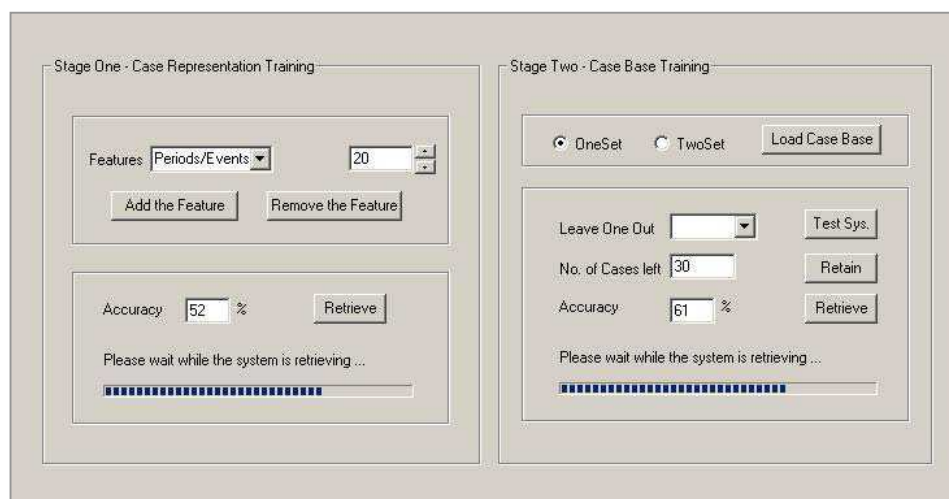 Stage One - Case Representation Training
Features Periods/Events 20
Add the Feature Remove the Feature
Accuracy 52 % Retrieve
Please wait while the system is retrieving ...
Stage Two - Case Base Training
OneSet TwoSet Load Case Base
Leave One Out Test Sys.
No. of Cases left 30 Retain
Accuracy 61 % Retrieve
Please wait while the system is retrieving ...